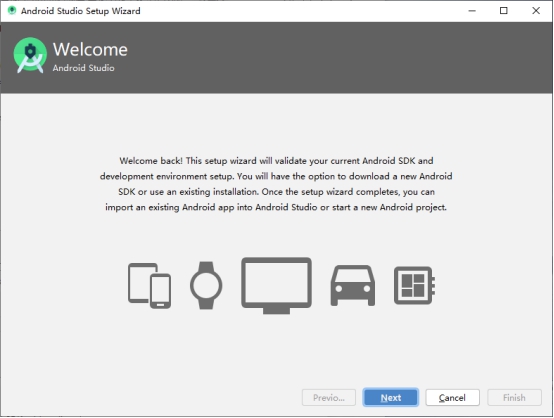 Android Studio Setup Wizard
Welcome
Android Studio
Welcome back! This setup wizard will validate your current Android SDK and
development environment setup. You will have the option to download a new Android
SDK or use an existing installation. Once the setup wizard completes, you can
import an existing Android app into Android Studio or start a new Android project.
Previo... Next Cancel Finish